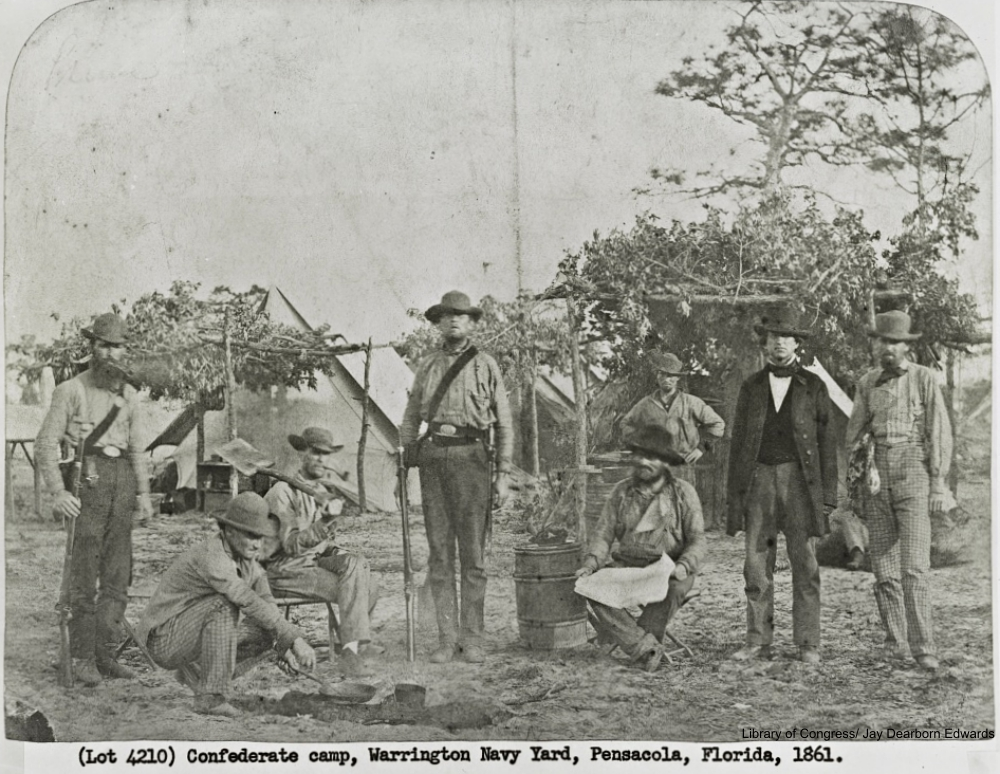 Library of Congress/ Jay Dearborn Edwards
(Lot 4210) Confederate camp, Warrington Navy Yard, Pensacola, Florida, 1861.